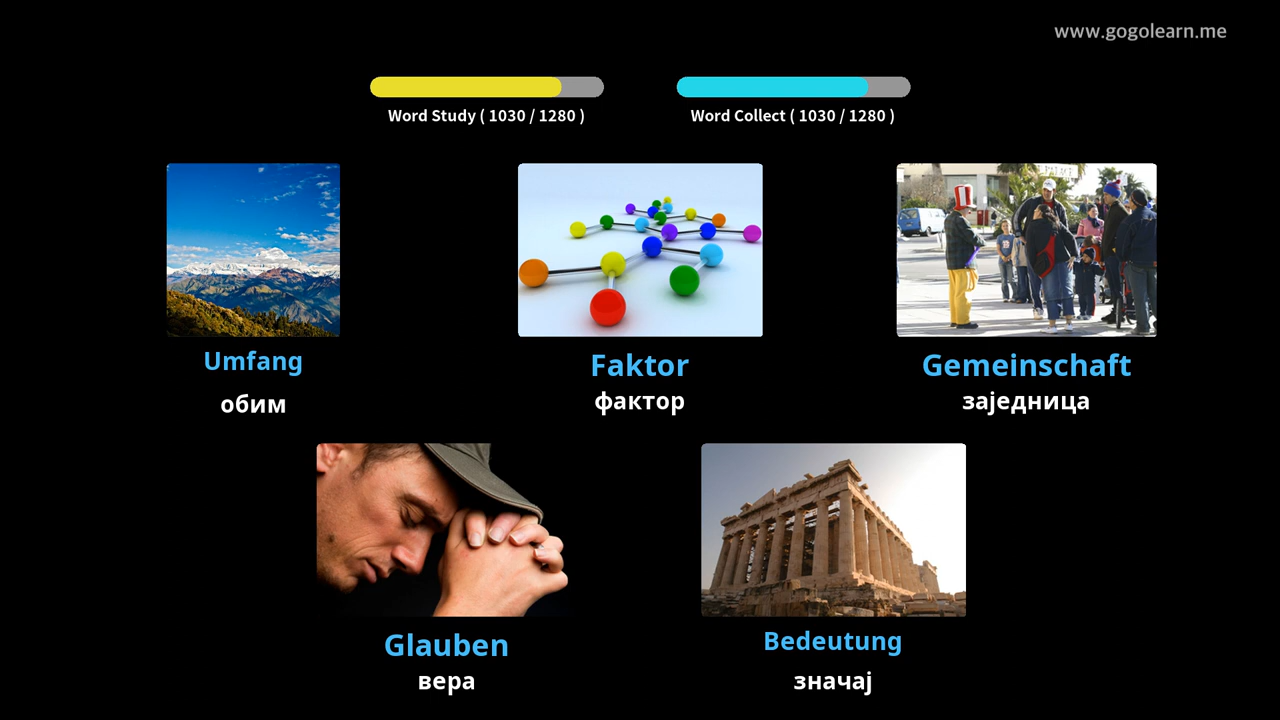 www.gogolearn.me
Word Study ( 1030 / 1280 )
Word Collect ( 1030 / 1280 )
Umfang
обим
Faktor
фактор
Gemeinschaft
заједница
Glauben
вера
Bedeutung
значај